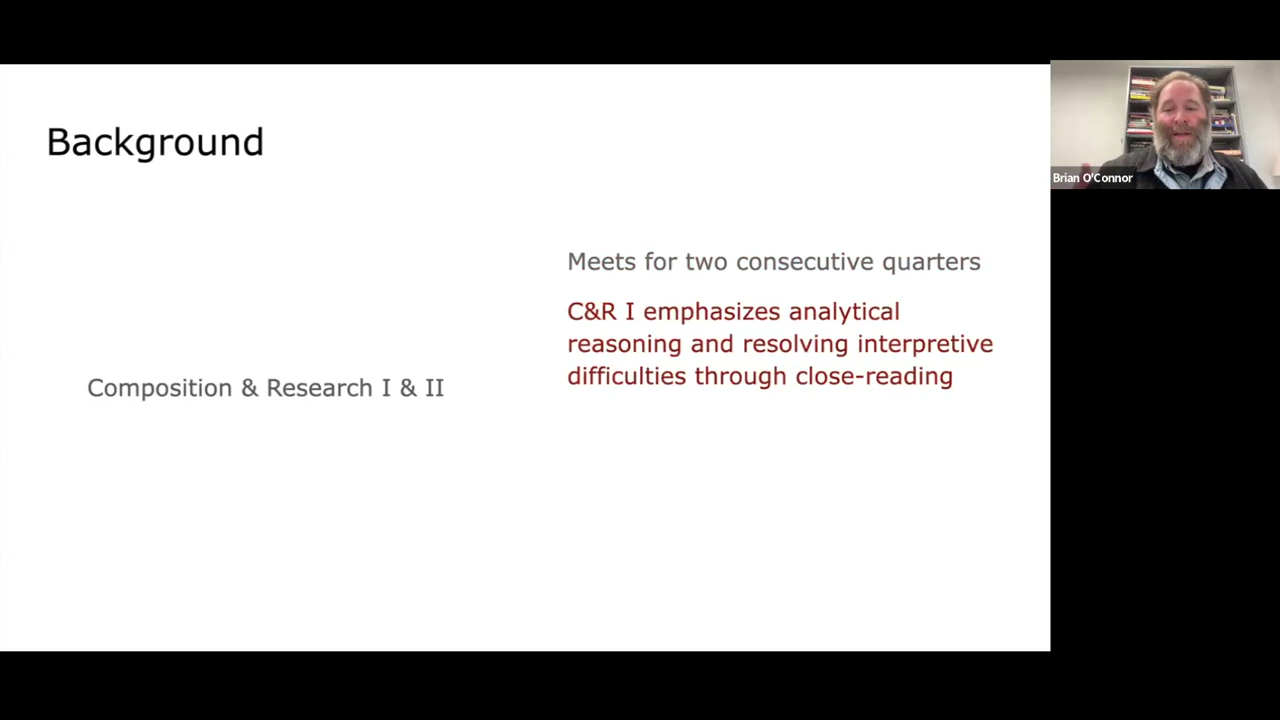 Background
Composition & Research I & II
Meets for two consecutive quarters
C&R I emphasizes analytical
reasoning and resolving interpretive
difficulties through close-reading
Brian O'Connor